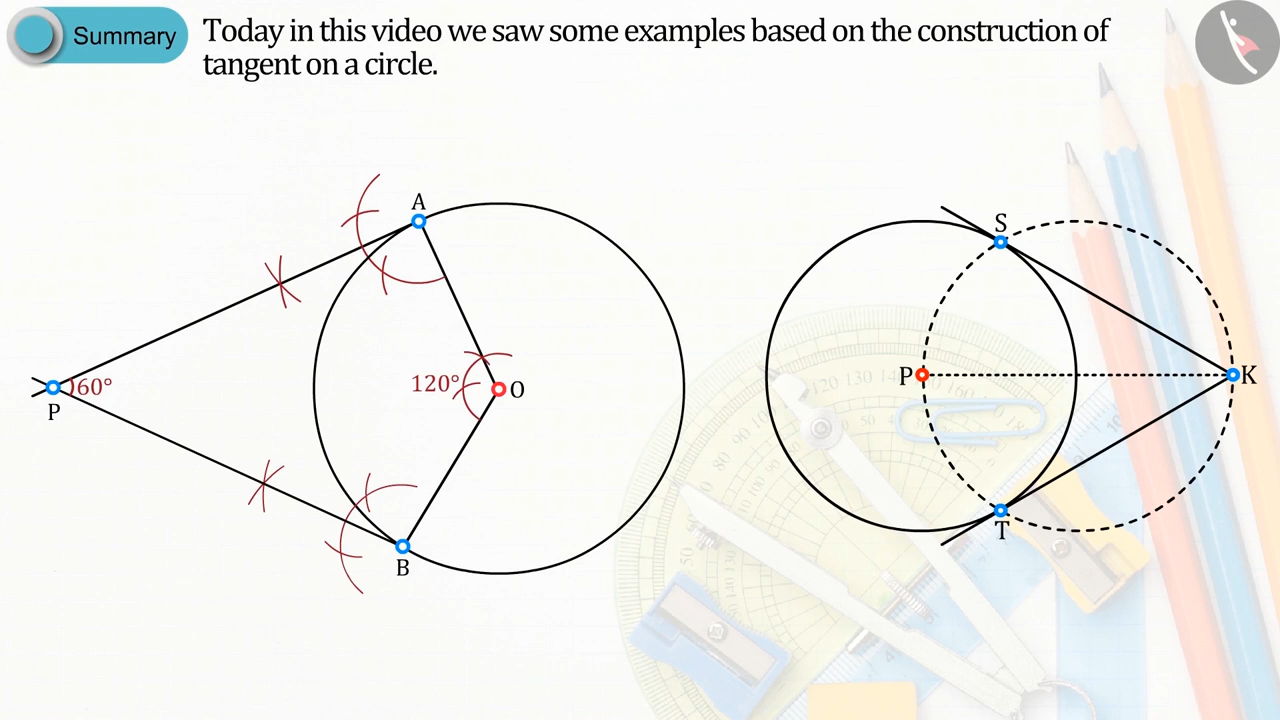 Summary
Today in this video we saw some examples based on the construction of
tangent on a circle.
A
60°
P
120°
O
B
S
P
K
T